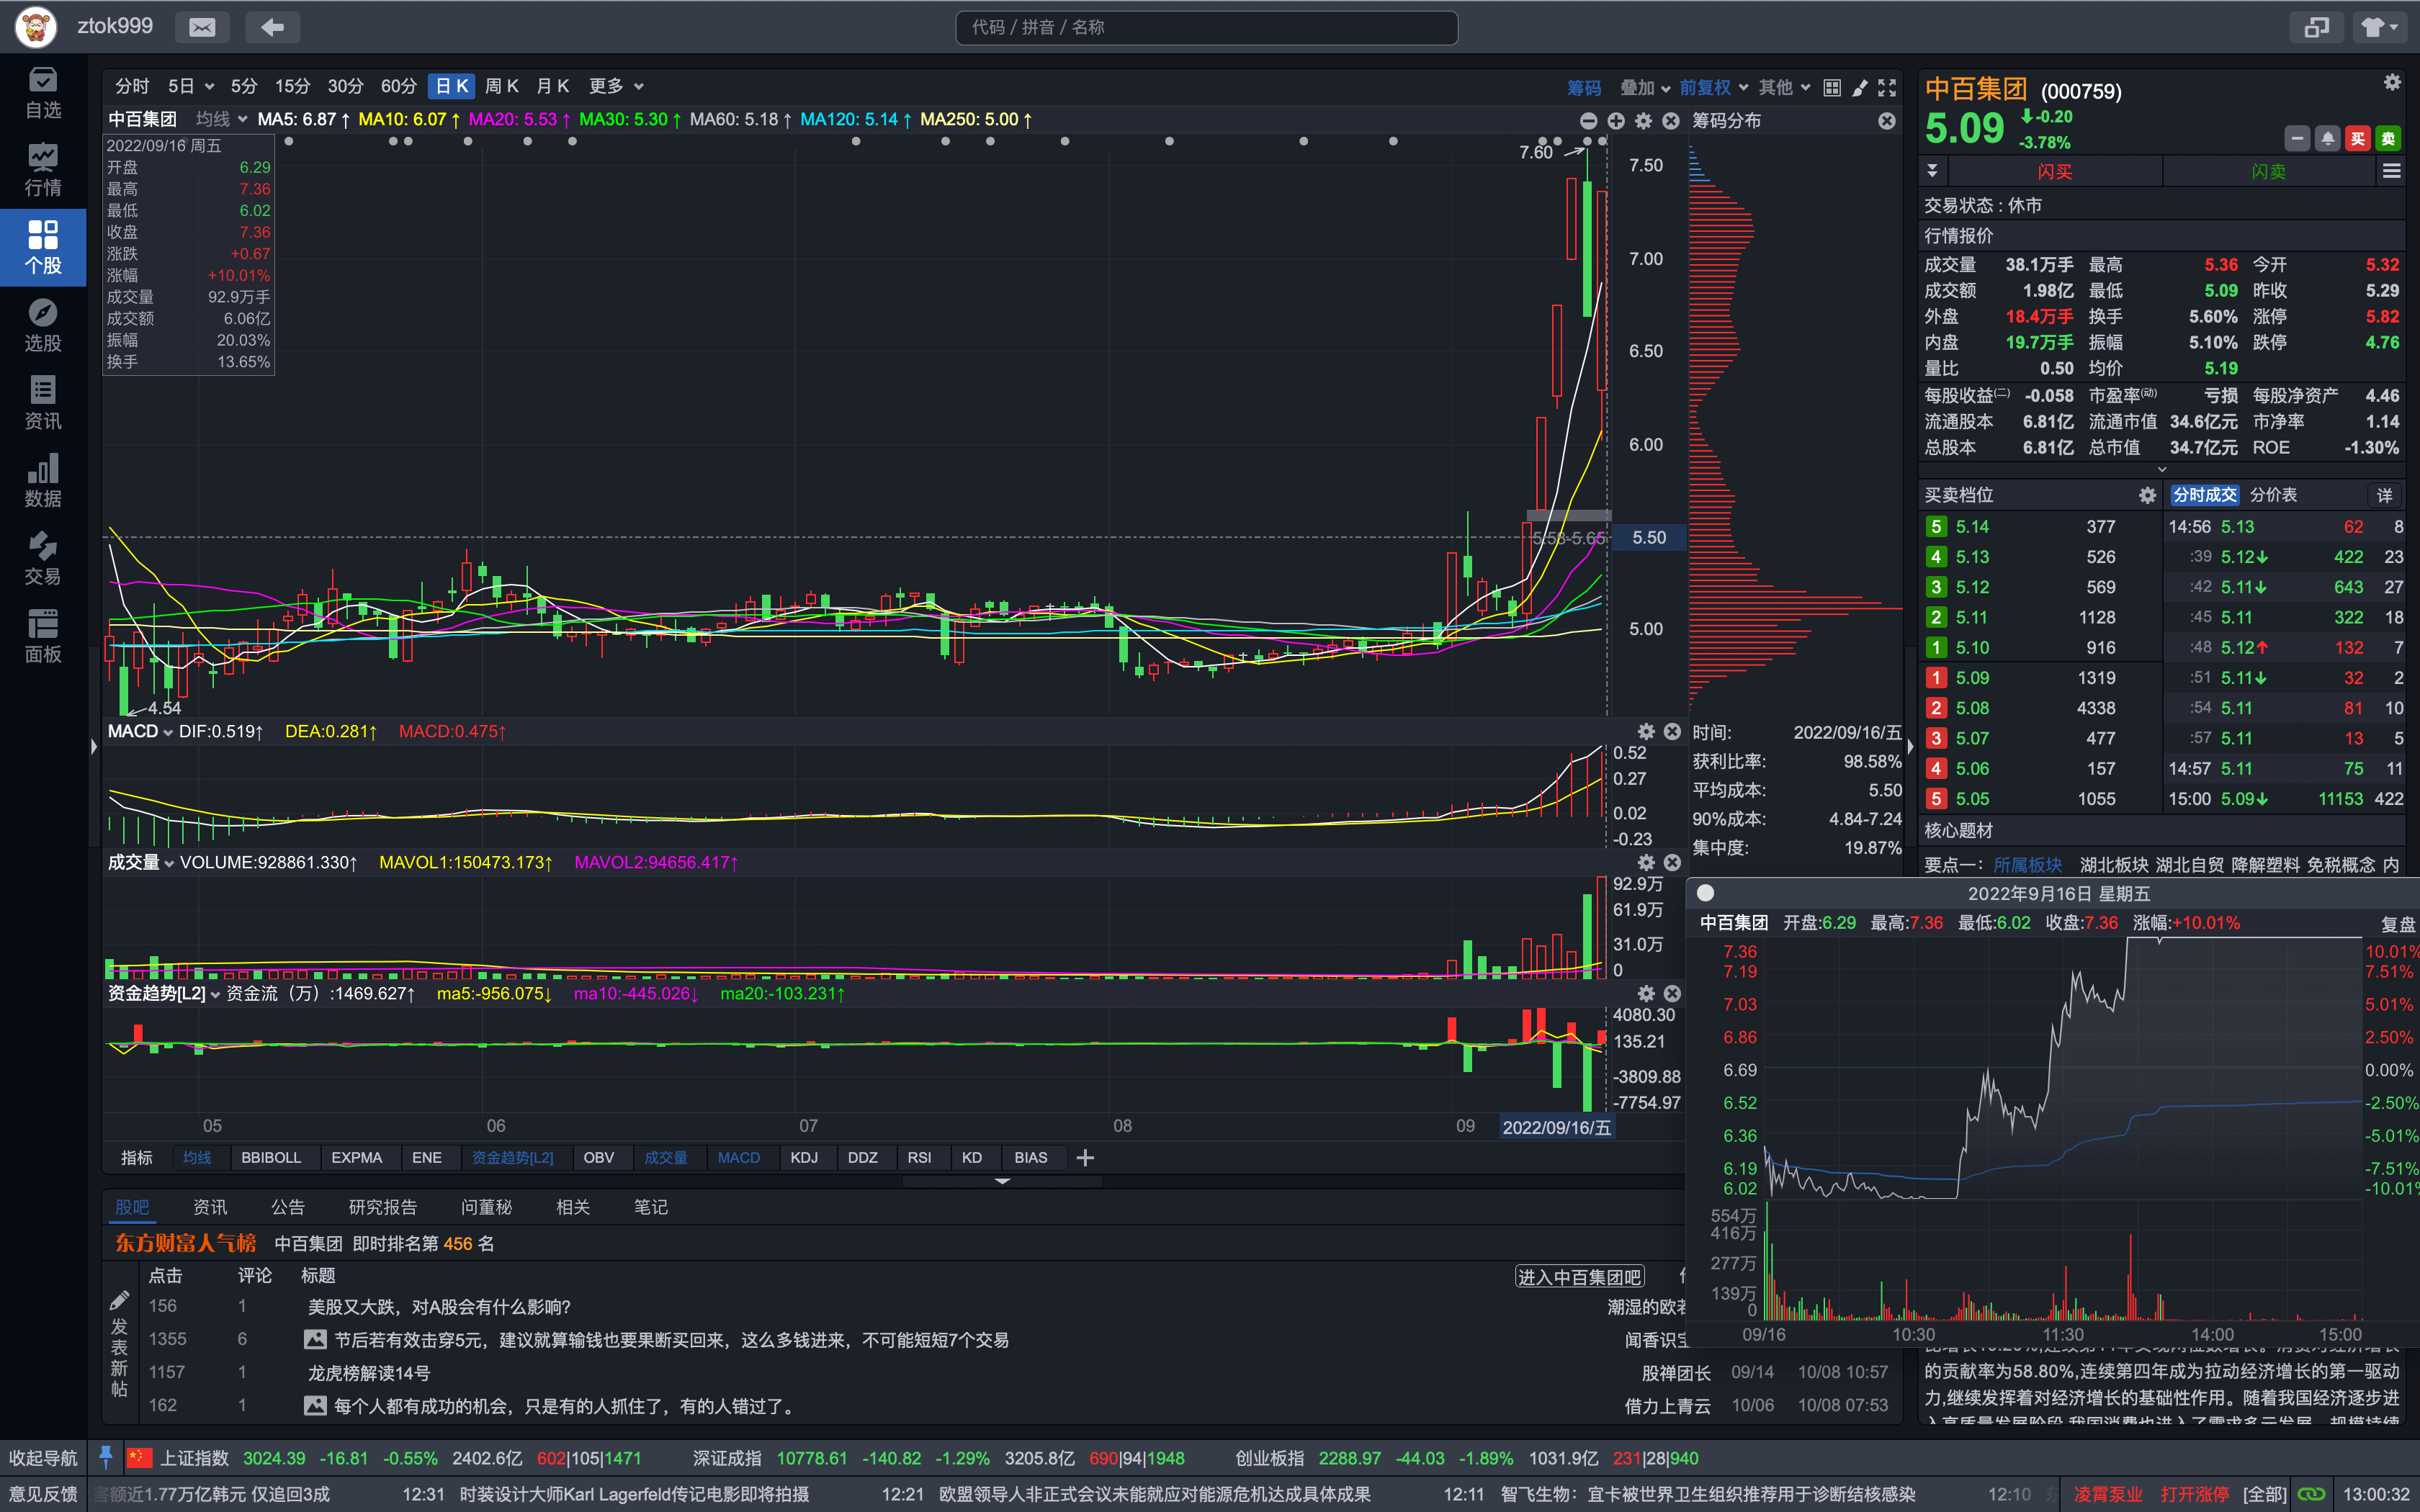 ztok999
代码 / 拼音 / 名称
自选
行情
个股
选股
资讯
数据
交易
面板
分时 5日 5分 15分 30分 60分 日K 周K 月K 更多
筹码 叠加 前复权 其他
中百集团 均线 MA5: 6.87↑ MA10: 6.07↑ MA20: 5.53↑ MA30: 5.30↑ MA60: 5.18↑ MA120: 5.14↑ MA250: 5.00↑
筹码分布
2022/09/16 周五
开盘 6.29
最高 7.36
最低 6.02
收盘 7.36
涨跌 +0.67
涨幅 +10.01%
成交量 92.9万手
成交额 6.06亿
振幅 20.03%
换手 13.65%
7.60
7.50
7.00
6.50
6.00
5.50
5.00
5.58-5.65
4.54
MACD DIF:0.519↑ DEA:0.281↑ MACD:0.475↑
0.52
0.27
0.02
-0.23
成交量 VOLUME:928861.330↑ MAVOL1:150473.173↑ MAVOL2:94656.417↑
92.9万
61.9万
31.0万
0
资金趋势[L2] 资金流（万）:1469.627↑ ma5:-956.075↓ ma10:-445.026↓ ma20:-103.231↑
4080.30
135.21
-3809.88
-7754.97
05 06 07 08 09 2022/09/16/五
时间: 2022/09/16/五
获利比率: 98.58%
平均成本: 5.50
90%成本: 4.84-7.24
集中度: 19.87%
指标 均线 BBIBOLL EXPMA ENE 资金趋势[L2] OBV 成交量 MACD KDJ DDZ RSI KD BIAS
股吧 资讯 公告 研究报告 问董秘 相关 笔记
东方财富人气榜 中百集团 即时排名第 456 名
点击 评论 标题
进入中百集团吧
发表新帖
156 1 美股又大跌，对A股会有什么影响? 潮湿的欧
1355 6 节后若有效击穿5元，建议就算输钱也要果断买回来，这么多钱进来，不可能短短7个交易 闻香识宝
1157 1 龙虎榜解读14号 股禅团长 09/14 10/08 10:57
162 1 每个人都有成功的机会，只是有的人抓住了，有的人错过了。 借力上青云 10/06 10/08 07:53
中百集团 (000759)
5.09 -0.20
-3.78%
买 卖
闪买 闪卖
交易状态 : 休市
行情报价
成交量 38.1万手 最高 5.36 今开 5.32
成交额 1.98亿 最低 5.09 昨收 5.29
外盘 18.4万手 换手 5.60% 涨停 5.82
内盘 19.7万手 振幅 5.10% 跌停 4.76
量比 0.50 均价 5.19
每股收益(二) -0.058 市盈率(动) 亏损 每股净资产 4.46
流通股本 6.81亿 流通市值 34.6亿元 市净率 1.14
总股本 6.81亿 总市值 34.7亿元 ROE -1.30%
买卖档位 分时成交 分价表 详
5 5.14 377
4 5.13 526
3 5.12 569
2 5.11 1128
1 5.10 916
1 5.09 1319
2 5.08 4338
3 5.07 477
4 5.06 157
5 5.05 1055
14:56 5.13 62 8
:39 5.12↓ 422 23
:42 5.11↓ 643 27
:45 5.11 322 18
:48 5.12↑ 132 7
:51 5.11↓ 32 2
:54 5.11 81 10
:57 5.11 13 5
14:57 5.11 75 11
15:00 5.09↓ 11153 422
核心题材
要点一： 所属板块 湖北板块 湖北自贸 降解塑料 免税概念 内
2022年9月16日 星期五
中百集团 开盘:6.29 最高:7.36 最低:6.02 收盘:7.36 涨幅:+10.01%
复盘
7.36 10.01%
7.19 7.51%
7.03 5.01%
6.86 2.50%
6.69 0.00%
6.52 -2.50%
6.36 -5.01%
6.19 -7.51%
6.02 -10.01%
554万
416万
277万
139万
0
09/16 10:30 11:30 14:00 15:00
的贡献率为58.80%,连续第四年成为拉动经济增长的第一驱动
力,继续发挥着对经济增长的基础性作用。随着我国经济逐步进
收起导航 上证指数 3024.39 -16.81 -0.55% 2402.6亿 602|105|1471 深证成指 10778.61 -140.82 -1.29% 3205.8亿 690|94|1948 创业板指 2288.97 -44.03 -1.89% 1031.9亿 231|28|940
意见反馈 害额近1.77万亿韩元 仅追回3成 12:31 时装设计大师Karl Lagerfeld传记电影即将拍摄 12:21 欧盟领导人非正式会议未能就应对能源危机达成具体成果 12:11 智飞生物：宜卡被世界卫生组织推荐用于诊断结核感染 12:10 凌霄泵业 打开涨停 [全部] 13:00:32